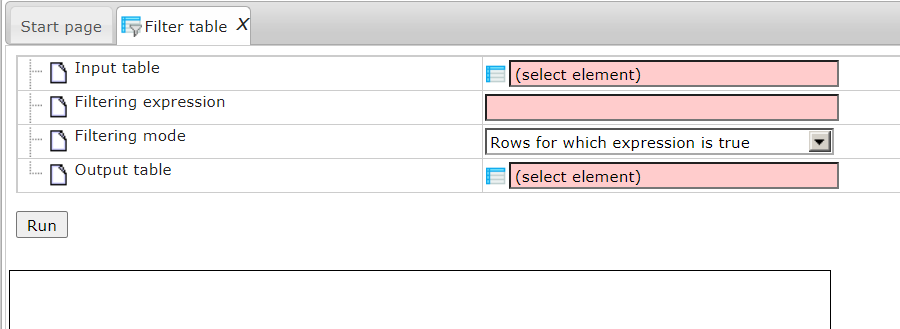 Start page
Filter table X
Input table
(select element)
Filtering expression
Filtering mode
Rows for which expression is true
Output table
(select element)
Run